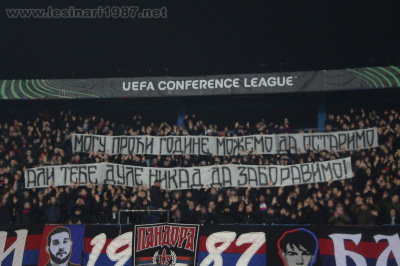 www.lesinari1987.net
UEFA CONFERENCE LEAGUE
МОГУ ПРОЋИ ГОДИНЕ МОЖЕМО ДА ОСТАРИМО
АЛИ ТЕБЕ ДУЛЕ НИКАД ДА ЗАБОРАВИМО!
19 ПАНДОРА 87